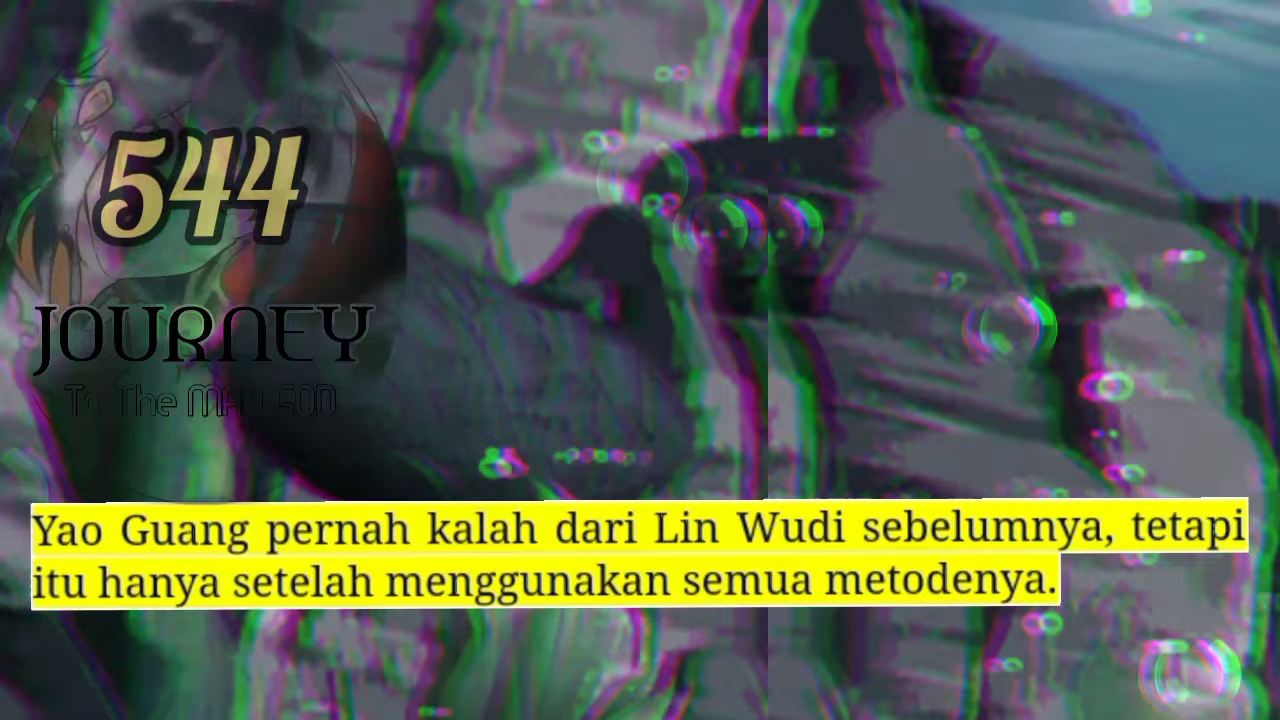 544
JOURNEY
To The
Yao Guang pernah kalah dari Lin Wudi sebelumnya, tetapi
itu hanya setelah menggunakan semua metodenya.